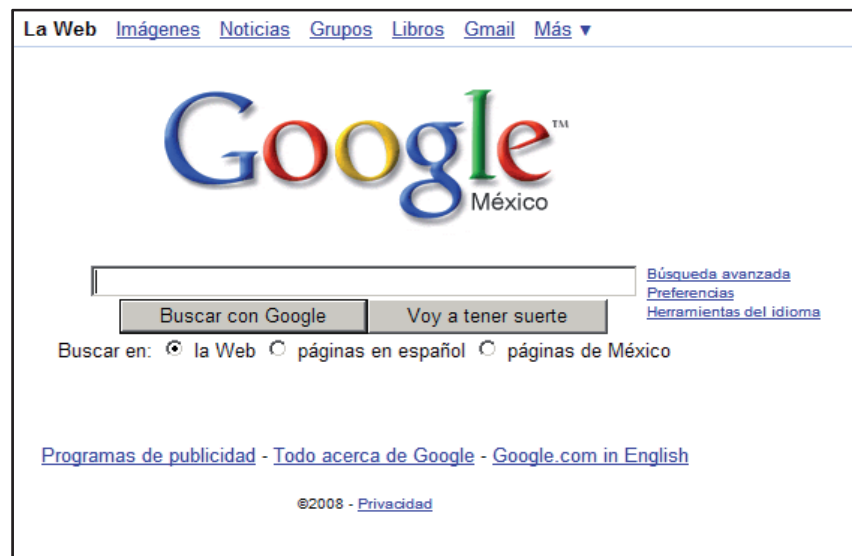 La Web Imágenes Noticias Grupos Libros Gmail Más ▼
Google™
México
Búsqueda avanzada
Preferencias
Herramientas del idioma
Buscar con Google Voy a tener suerte
Buscar en: la Web páginas en español páginas de México
Programas de publicidad - Todo acerca de Google - Google.com in English
©2008 - Privacidad